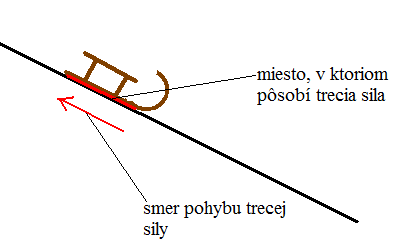 miesto, v ktoriom
pôsobí trecia sila
smer pohybu trecej
sily